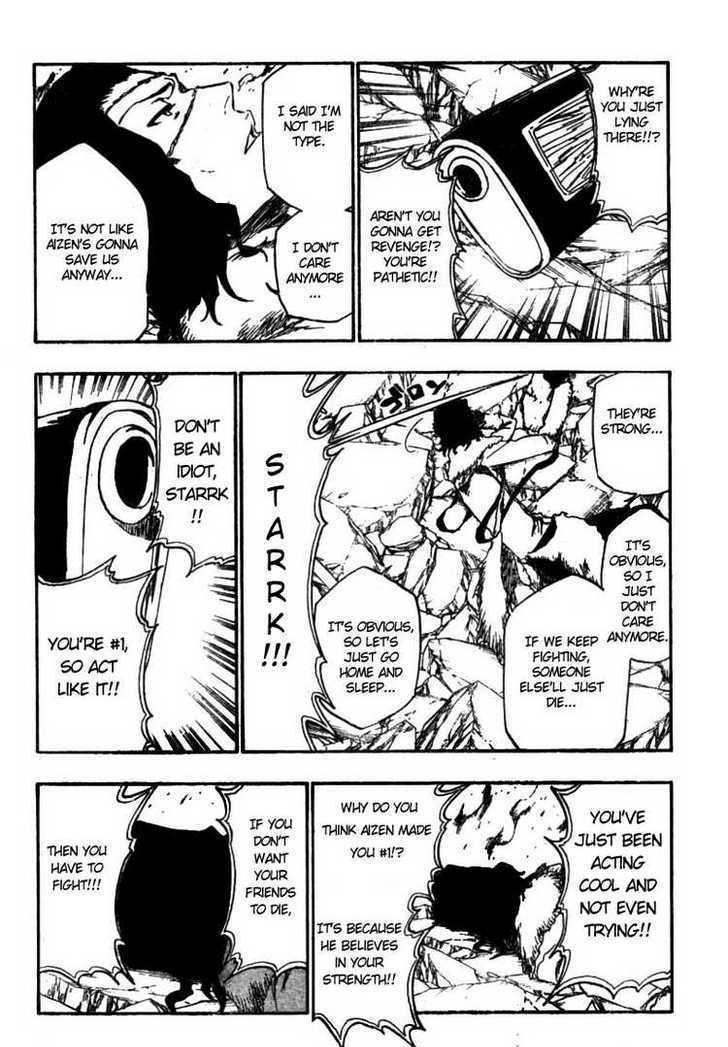 WHY'RE
YOU JUST
LYING
THERE!!?
AREN'T YOU
GONNA GET
REVENGE!?
YOU'RE
PATHETIC!!
I SAID I'M
NOT THE
TYPE.
I DON'T
CARE
ANYMORE
...
IT'S NOT LIKE
AIZEN'S GONNA
SAVE US
ANYWAY...
THEY'RE
STRONG...
IT'S
OBVIOUS,
SO I
JUST
DON'T
CARE
ANYMORE.
IF WE KEEP
FIGHTING,
SOMEONE
ELSE'LL JUST
DIE...
ゴロン
IT'S OBVIOUS,
SO LET'S
JUST GO
HOME AND
SLEEP...
STARRK!!!
DON'T
BE AN
IDIOT,
STARRK
!!
YOU'RE #1,
SO ACT
LIKE IT!!
YOU'VE
JUST BEEN
ACTING
COOL AND
NOT EVEN
TRYING!!
WHY DO YOU
THINK AIZEN MADE
YOU #1!?
IT'S BECAUSE
HE BELIEVES
IN YOUR
STRENGTH!!
IF YOU
DON'T
WANT
YOUR
FRIENDS
TO DIE,
THEN YOU
HAVE TO
FIGHT!!!